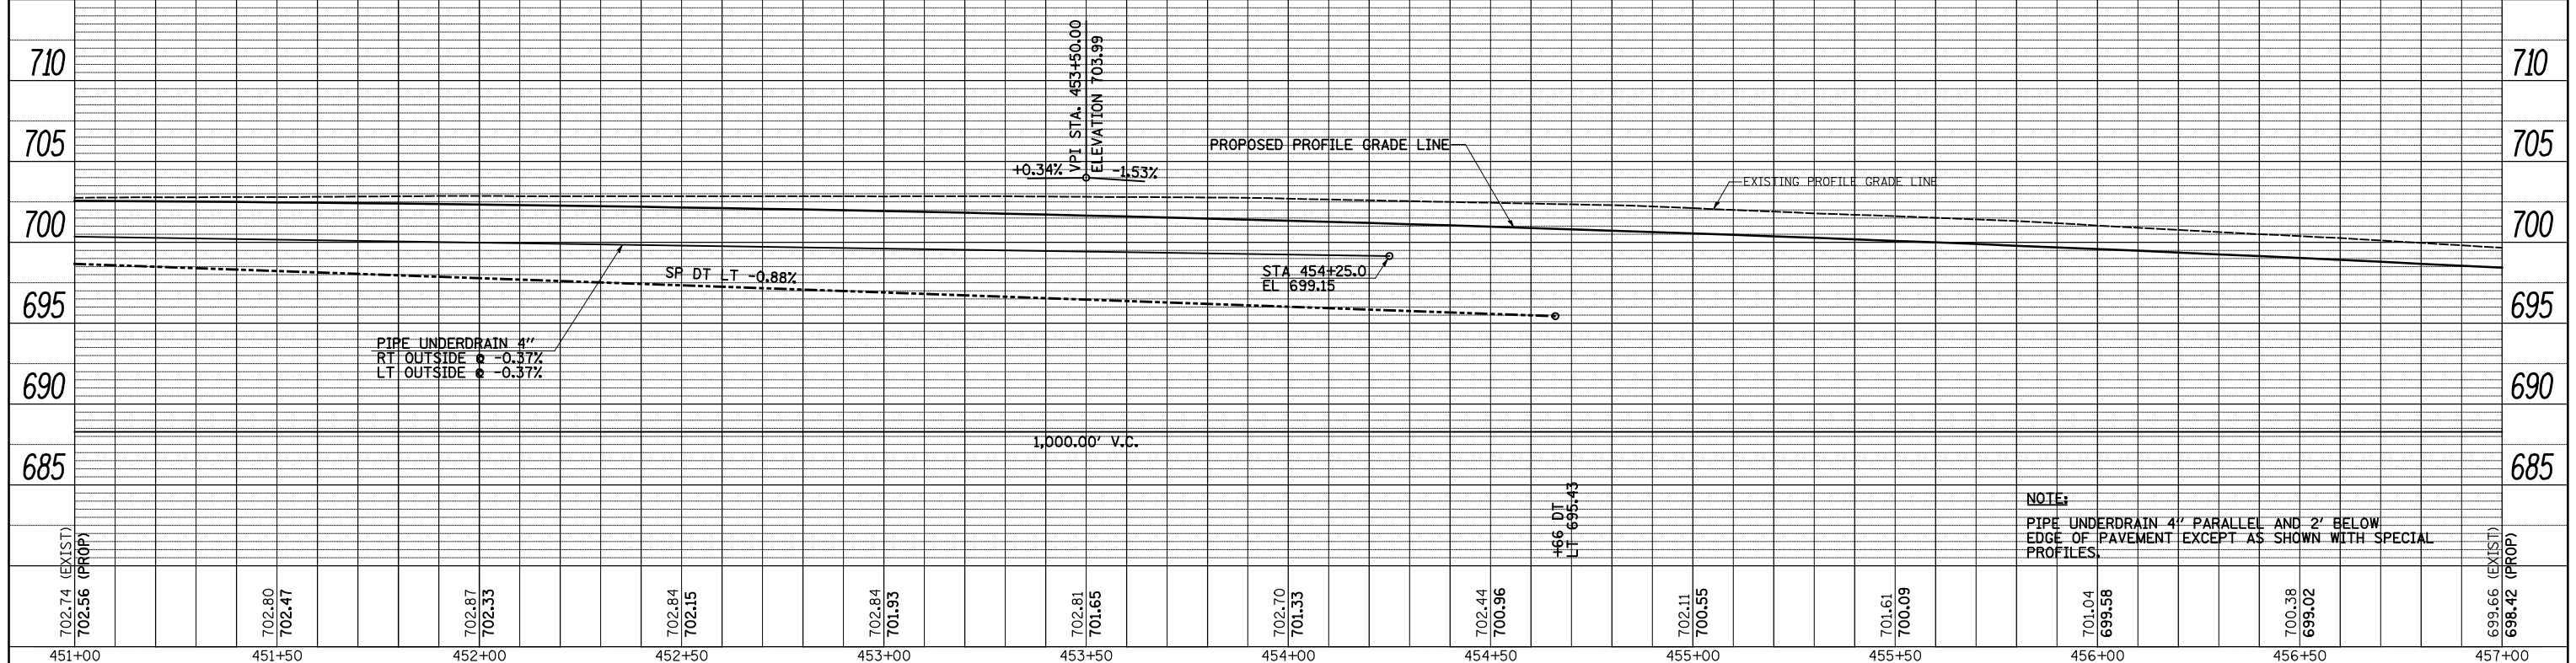 710
705
700
695
690
685
710
705
700
695
690
685
VPI STA. 453+50.00
ELEVATION 703.99
+0.34%
-1.53%
PROPOSED PROFILE GRADE LINE
EXISTING PROFILE GRADE LINE
SP DT LT -0.88%
STA 454+25.0
EL 699.15
PIPE UNDERDRAIN 4"
RT OUTSIDE @ -0.37%
LT OUTSIDE @ -0.37%
1,000.00' V.C.
+66 DT
LT 695.43
NOTE:
PIPE UNDERDRAIN 4" PARALLEL AND 2' BELOW
EDGE OF PAVEMENT EXCEPT AS SHOWN WITH SPECIAL
PROFILES.
702.74 (EXIST)
702.56 (PROP)
702.80
702.47
702.87
702.33
702.84
702.15
702.84
701.93
702.81
701.65
702.70
701.33
702.44
700.96
702.11
700.55
701.61
700.09
701.04
699.58
700.38
699.02
699.66 (EXIST)
698.42 (PROP)
451+00
451+50
452+00
452+50
453+00
453+50
454+00
454+50
455+00
455+50
456+00
456+50
457+00